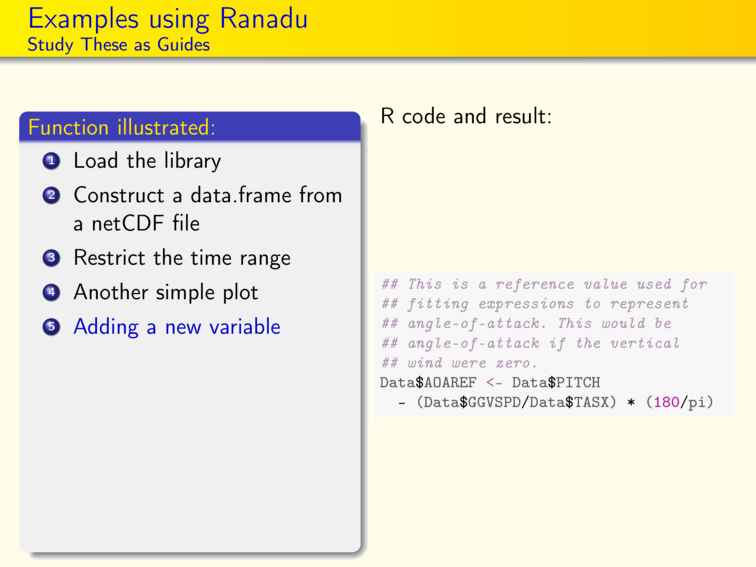 Examples using Ranadu
Study These as Guides
Function illustrated:
1 Load the library
2 Construct a data.frame from
a netCDF file
3 Restrict the time range
4 Another simple plot
5 Adding a new variable
R code and result:
## This is a reference value used for
## fitting expressions to represent
## angle-of-attack. This would be
## angle-of-attack if the vertical
## wind were zero.
Data$AOAREF <- Data$PITCH
- (Data$GGVSPD/Data$TASX) * (180/pi)